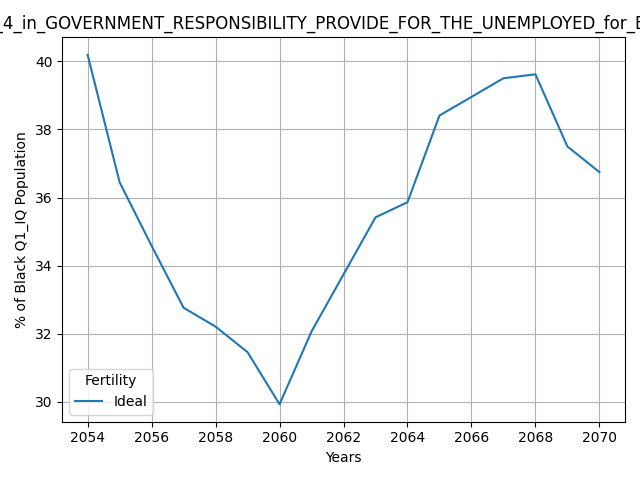 _4_in_GOVERNMENT_RESPONSIBILITY_PROVIDE_FOR_THE_UNEMPLOYED_for_
% of Black Q1_IQ Population
40
38
36
34
32
30
Fertility
Ideal
2054 2056 2058 2060 2062 2064 2066 2068 2070
Years